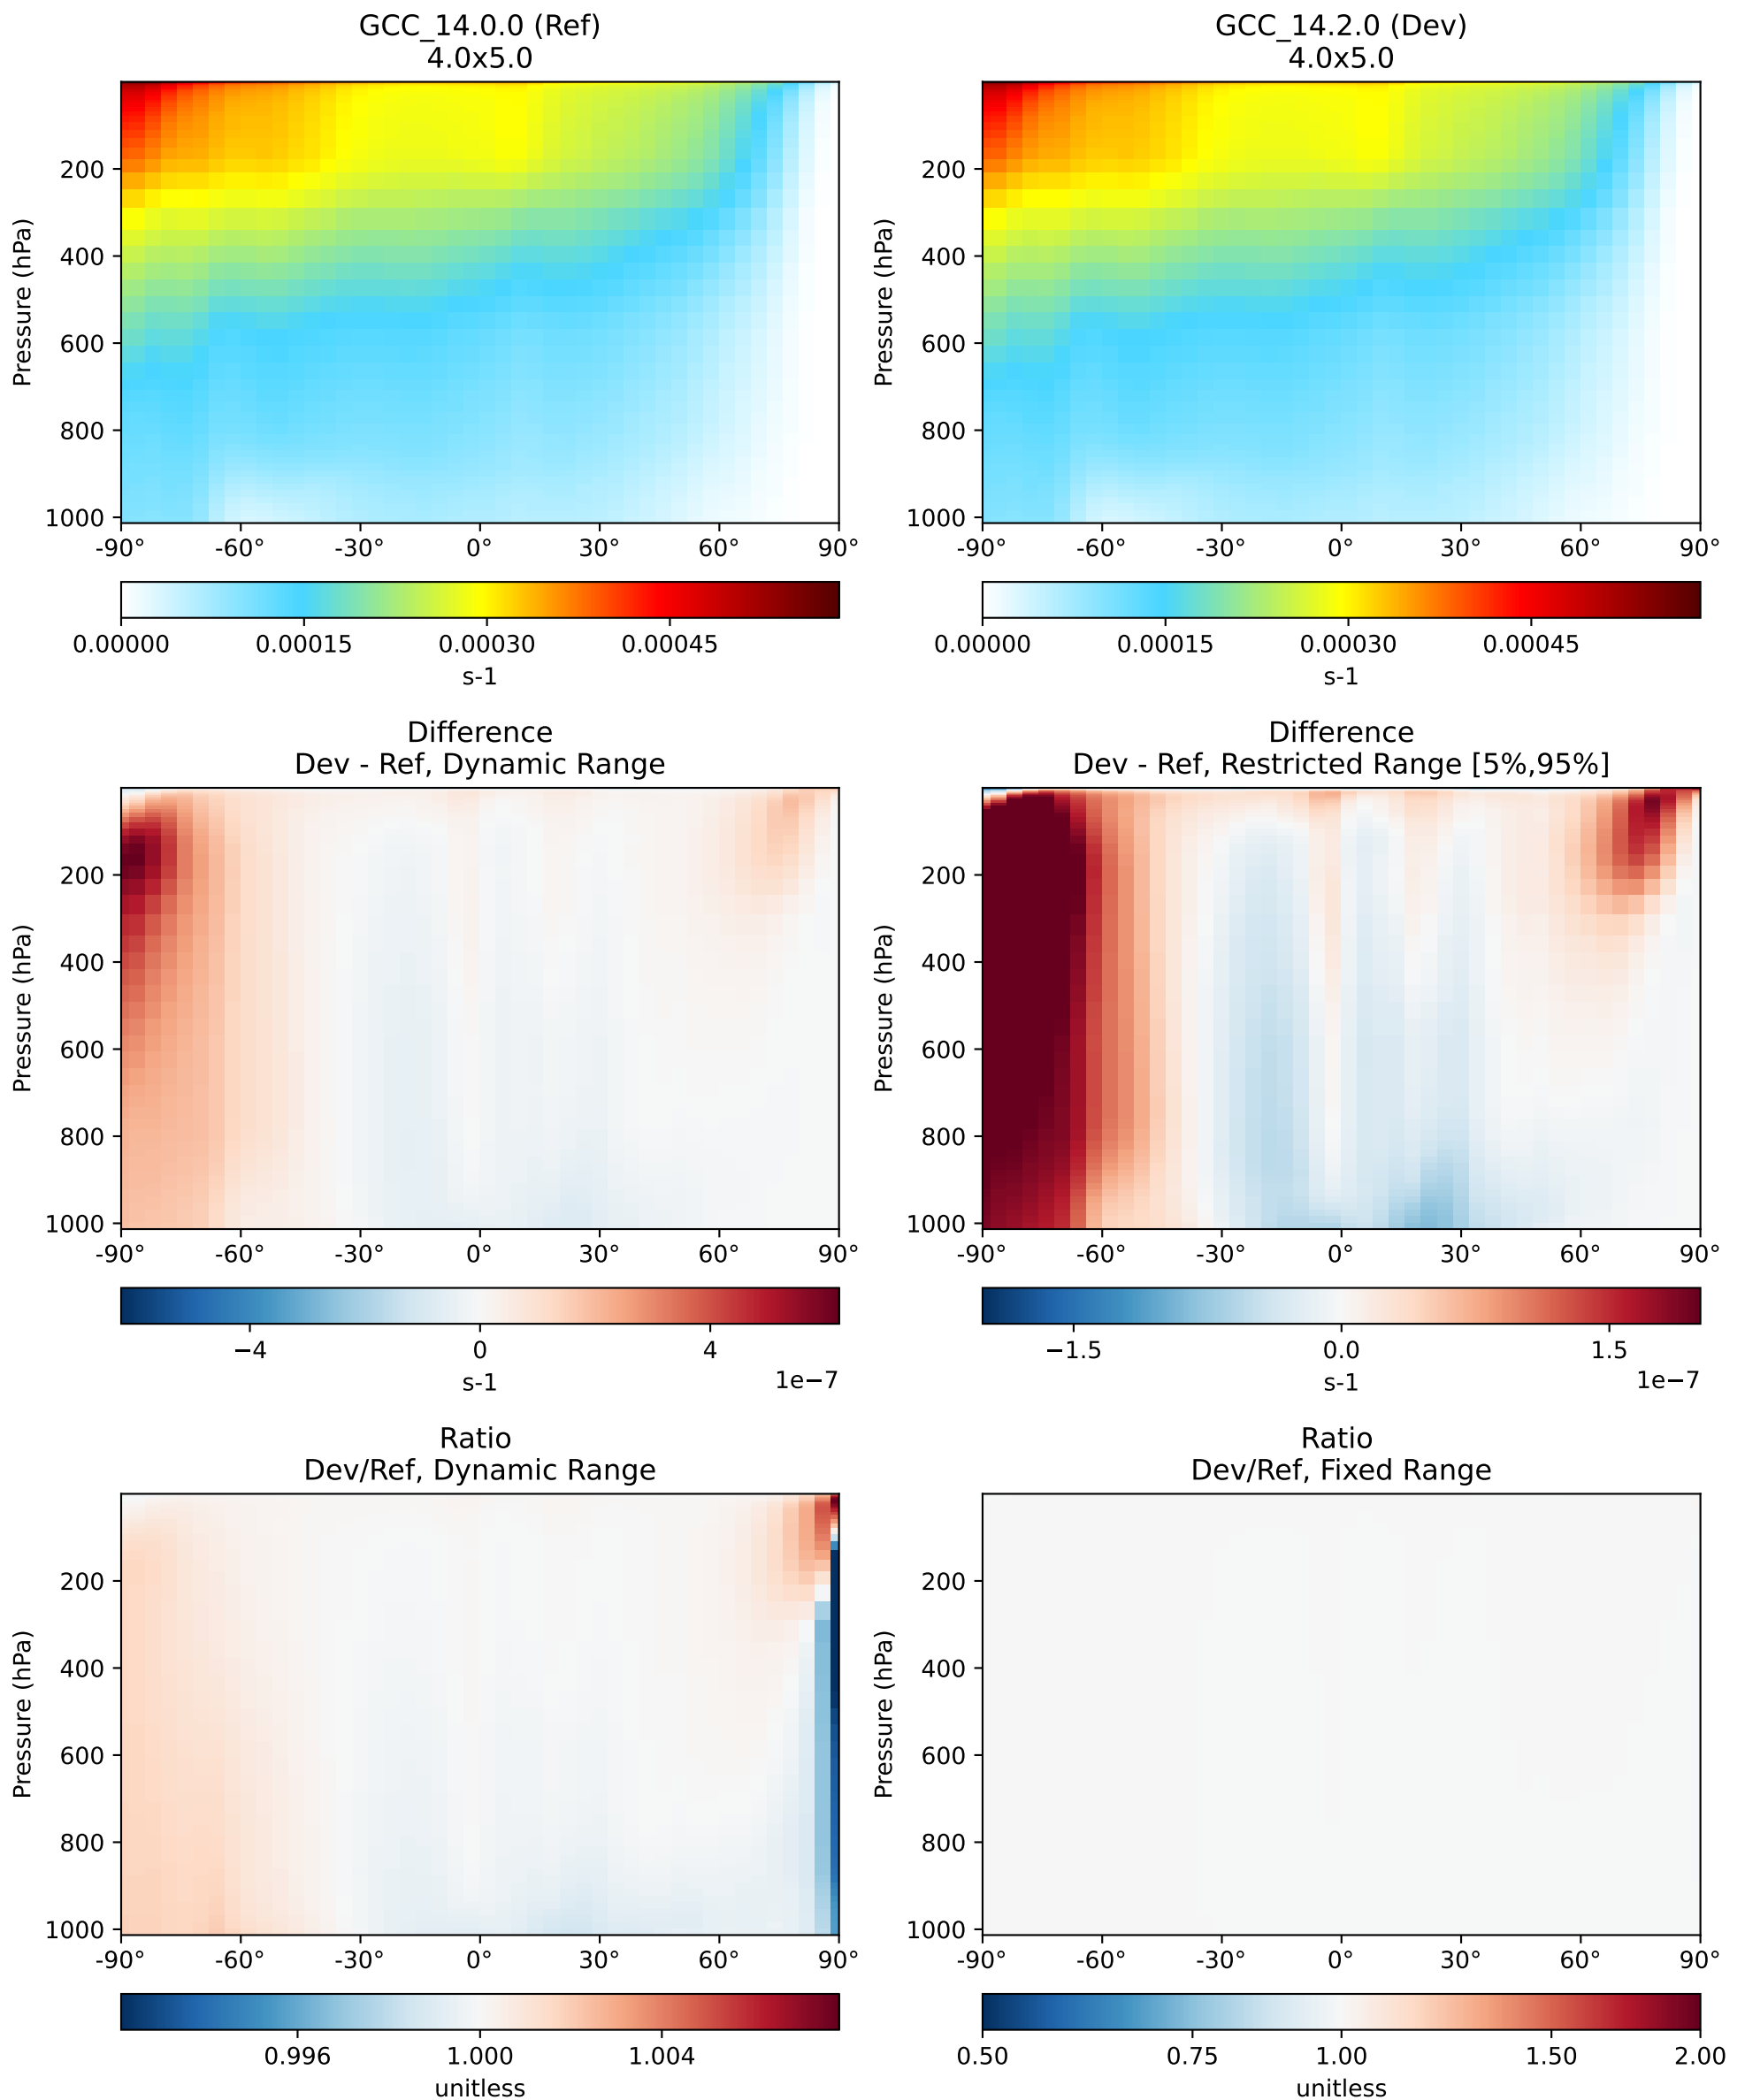 GCC_14.0.0 (Ref)
4.0x5.0
GCC_14.2.0 (Dev)
4.0x5.0
Pressure (hPa)
200
400
600
800
1000
-90° -60° -30° 0° 30° 60° 90°
Pressure (hPa)
200
400
600
800
1000
-90° -60° -30° 0° 30° 60° 90°
0.00000 0.00015 0.00030 0.00045
s-1
0.00000 0.00015 0.00030 0.00045
s-1
Difference
Dev - Ref, Dynamic Range
Difference
Dev - Ref, Restricted Range [5%,95%]
Pressure (hPa)
200
400
600
800
1000
-90° -60° -30° 0° 30° 60° 90°
Pressure (hPa)
200
400
600
800
1000
-90° -60° -30° 0° 30° 60° 90°
−4 0 4
s-1 1e−7
−1.5 0.0 1.5
s-1 1e−7
Ratio
Dev/Ref, Dynamic Range
Ratio
Dev/Ref, Fixed Range
Pressure (hPa)
200
400
600
800
1000
-90° -60° -30° 0° 30° 60° 90°
Pressure (hPa)
200
400
600
800
1000
-90° -60° -30° 0° 30° 60° 90°
0.996 1.000 1.004
unitless
0.50 0.75 1.00 1.50 2.00
unitless